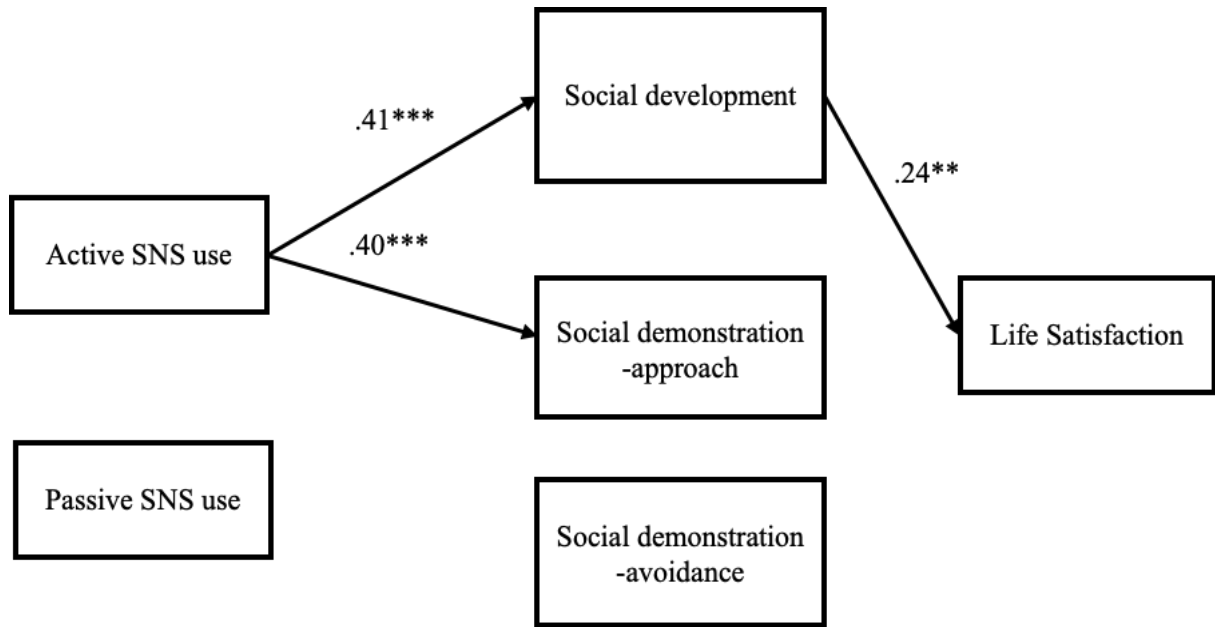 Social development
.41***
.24**
Active SNS use
.40***
Social demonstration
-approach
Life Satisfaction
Passive SNS use
Social demonstration
-avoidance